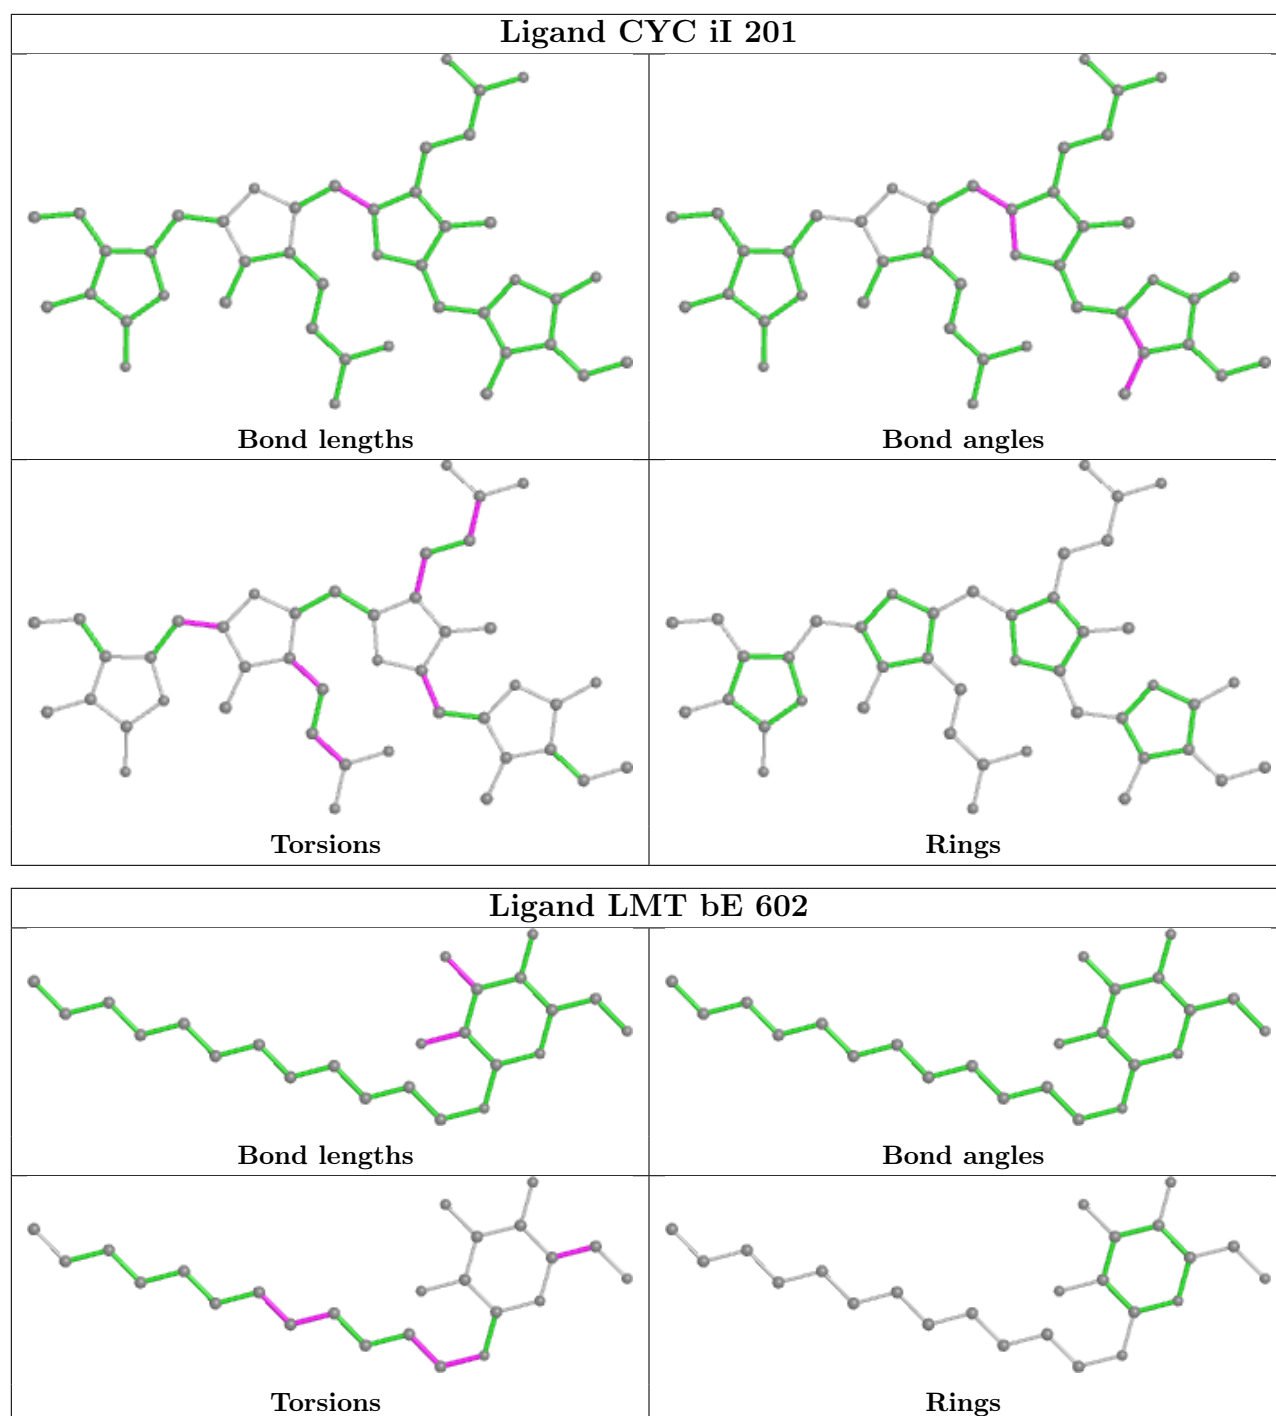 Ligand CYC iI 201
Bond lengths
Bond angles
Torsions
Rings
Ligand LMT bE 602
Bond lengths
Bond angles
Torsions
Rings